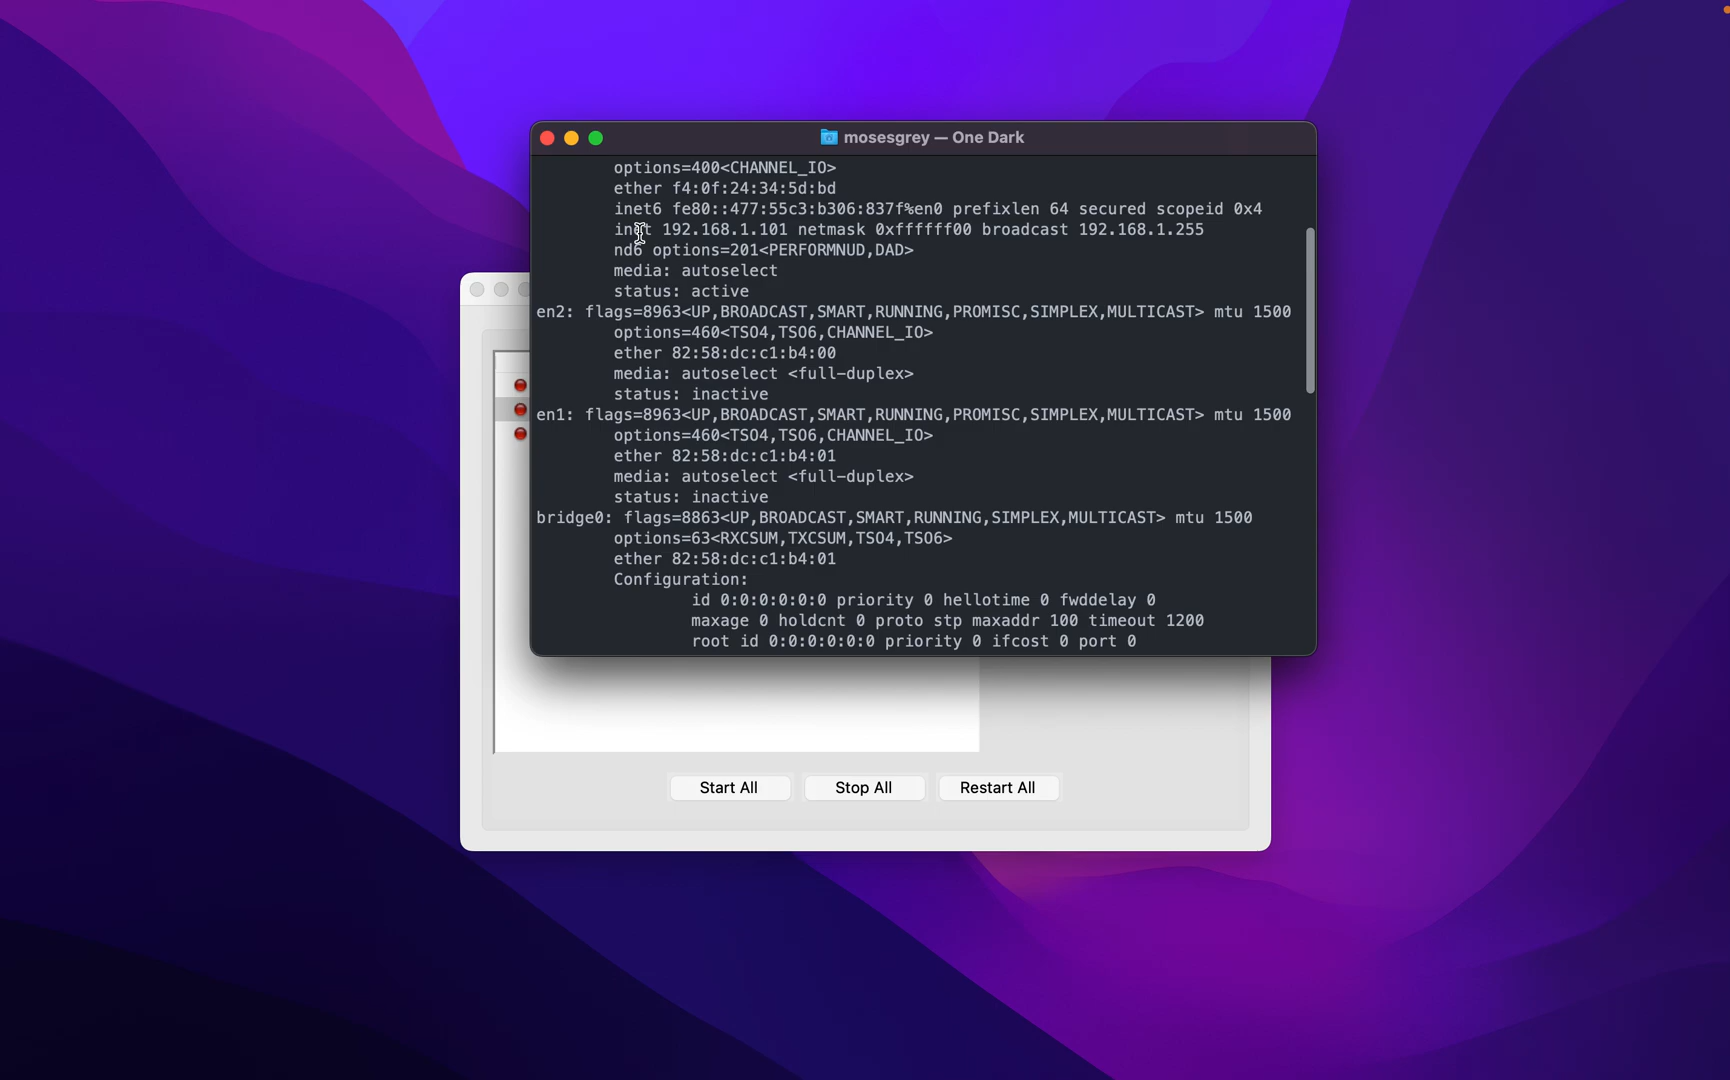 mosesgrey — One Dark
options=400<CHANNEL_IO>
ether f4:0f:24:34:5d:bd
inet6 fe80::477:55c3:b306:837f%en0 prefixlen 64 secured scopeid 0x4
inet 192.168.1.101 netmask 0xffffff00 broadcast 192.168.1.255
nd6 options=201<PERFORMNUD,DAD>
media: autoselect
status: active
en2: flags=8963<UP,BROADCAST,SMART,RUNNING,PROMISC,SIMPLEX,MULTICAST> mtu 1500
options=460<TSO4,TSO6,CHANNEL_IO>
ether 82:58:dc:c1:b4:00
media: autoselect <full-duplex>
status: inactive
en1: flags=8963<UP,BROADCAST,SMART,RUNNING,PROMISC,SIMPLEX,MULTICAST> mtu 1500
options=460<TSO4,TSO6,CHANNEL_IO>
ether 82:58:dc:c1:b4:01
media: autoselect <full-duplex>
status: inactive
bridge0: flags=8863<UP,BROADCAST,SMART,RUNNING,SIMPLEX,MULTICAST> mtu 1500
options=63<RXCSUM,TXCSUM,TSO4,TSO6>
ether 82:58:dc:c1:b4:01
Configuration:
id 0:0:0:0:0:0 priority 0 hellotime 0 fwddelay 0
maxage 0 holdcnt 0 proto stp maxaddr 100 timeout 1200
root id 0:0:0:0:0:0 priority 0 ifcost 0 port 0
Start All
Stop All
Restart All